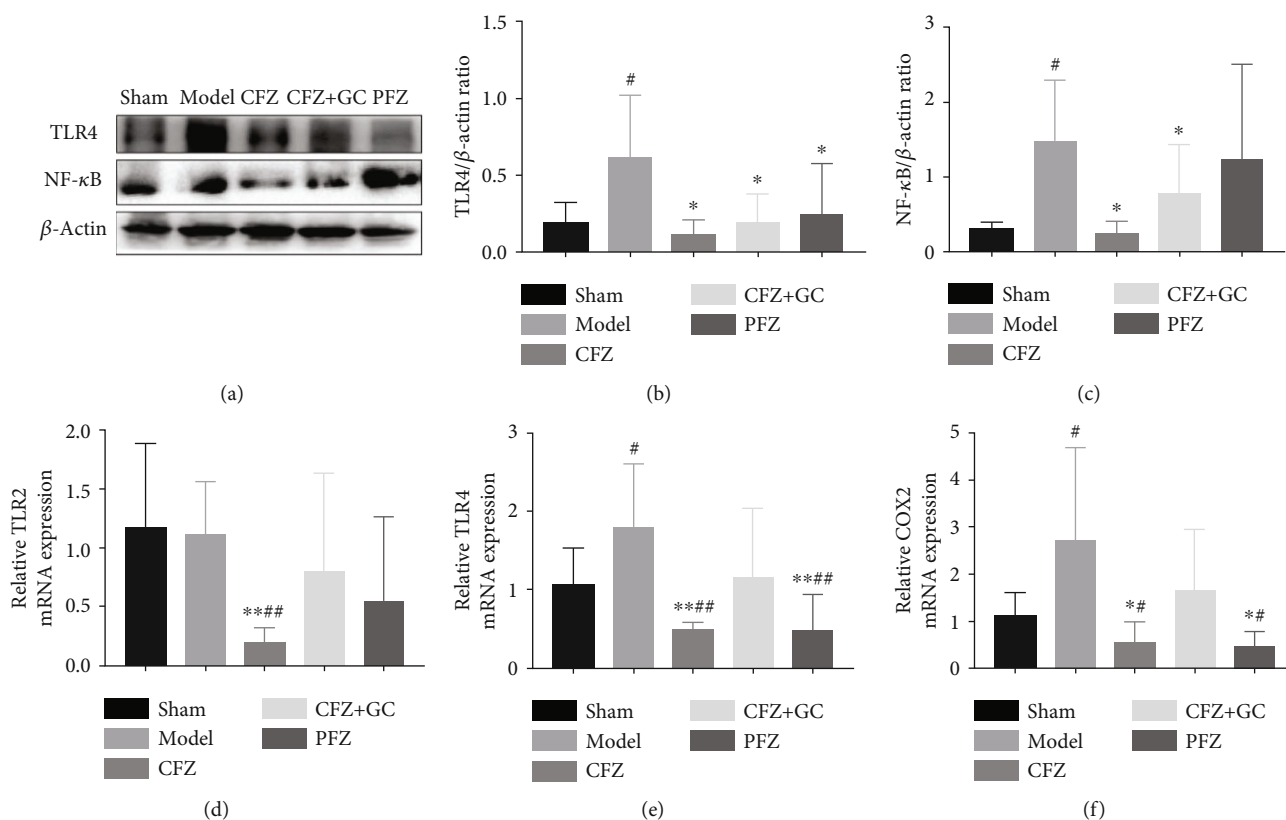 Sham Model CFZ CFZ+GC PFZ
TLR4
NF-κB
β-Actin
(a)
TLR4/β-actin ratio
1.5
1.0
0.5
0.0
#
*
*
*
Sham
Model
CFZ
CFZ+GC
PFZ
(b)
NF-κB/β-actin ratio
3
2
1
0
#
*
*
Sham
Model
CFZ
CFZ+GC
PFZ
(c)
Relative TLR2
mRNA expression
2.0
1.5
1.0
0.5
0.0
**##
Sham
Model
CFZ
CFZ+GC
PFZ
(d)
Relative TLR4
mRNA expression
3
2
1
0
#
**##
**##
Sham
Model
CFZ
CFZ+GC
PFZ
(e)
Relative COX2
mRNA expression
5
4
3
2
1
0
#
*#
*#
Sham
Model
CFZ
CFZ+GC
PFZ
(f)